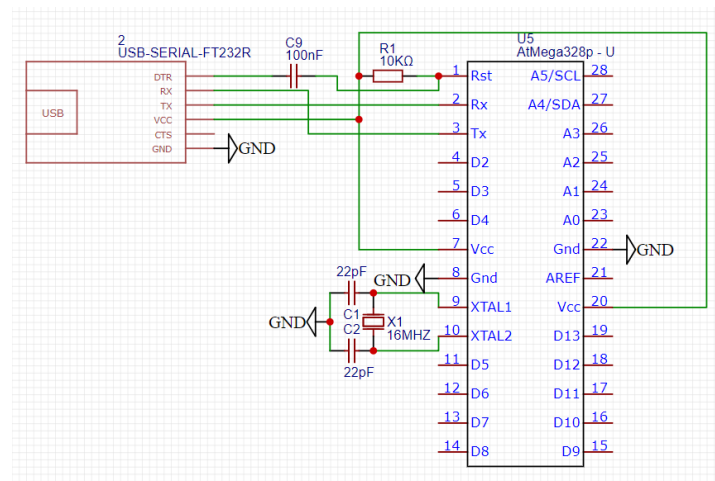 2
USB-SERIAL-FT232R
USB
DTR
RX
TX
VCC
CTS
GND
GND
C9
100nF
R1
10KΩ
U5
AtMega328p - U
1 Rst
2 Rx
3 Tx
4 D2
5 D3
6 D4
7 Vcc
8 Gnd
9 XTAL1
10 XTAL2
11 D5
12 D6
13 D7
14 D8
A5/SCL 28
A4/SDA 27
A3 26
A2 25
A1 24
A0 23
Gnd 22
AREF 21
Vcc 20
D13 19
D12 18
D11 17
D10 16
D9 15
GND
GND
22pF
GND
C1
C2
X1
16MHZ
22pF